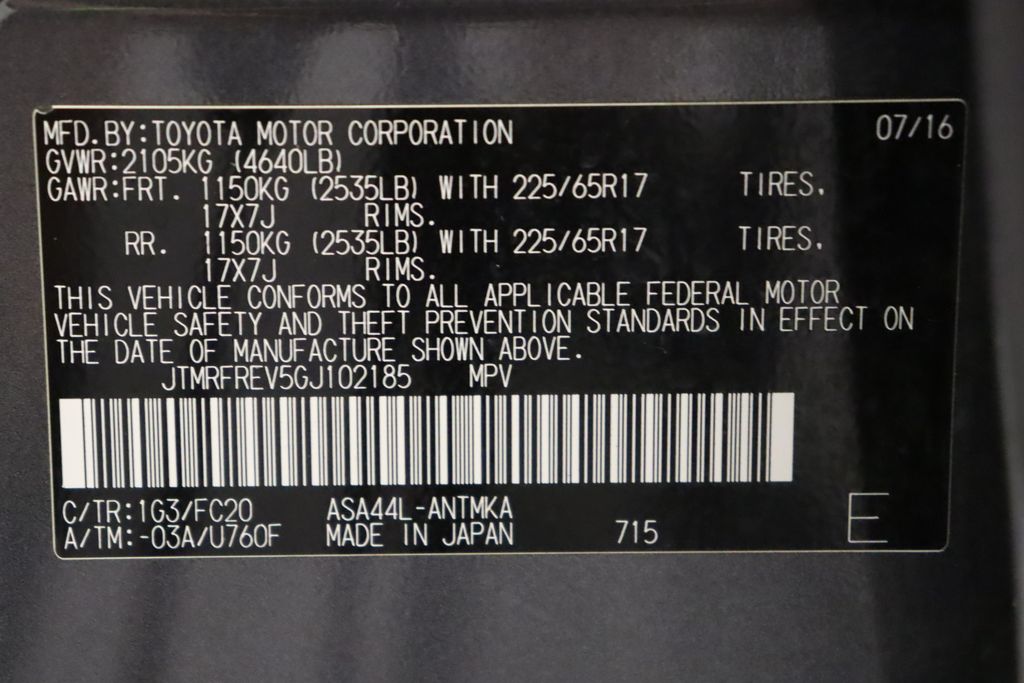 MFD.BY:TOYOTA MOTOR CORPORATION 07/16
GVWR:2105KG (4640LB)
GAWR:FRT. 1150KG (2535LB) WITH 225/65R17 TIRES.
17X7J RIMS.
RR. 1150KG (2535LB) WITH 225/65R17 TIRES.
17X7J RIMS.
THIS VEHICLE CONFORMS TO ALL APPLICABLE FEDERAL MOTOR
VEHICLE SAFETY AND THEFT PREVENTION STANDARDS IN EFFECT ON
THE DATE OF MANUFACTURE SHOWN ABOVE.
JTMRFREV5GJ102185 MPV
C/TR:1G3/FC20 ASA44L-ANTMKA
A/TM:-03A/U760F MADE IN JAPAN 715 E